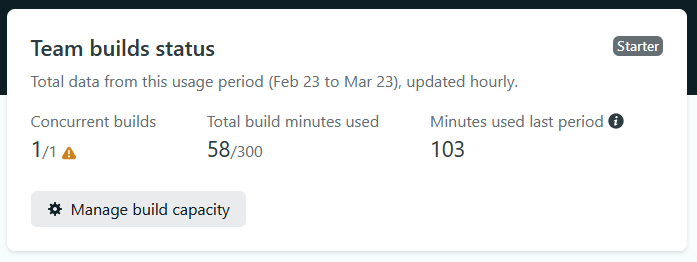 Team builds status
Starter
Total data from this usage period (Feb 23 to Mar 23), updated hourly.
Concurrent builds
1/1
Total build minutes used
58/300
Minutes used last period
103
Manage build capacity